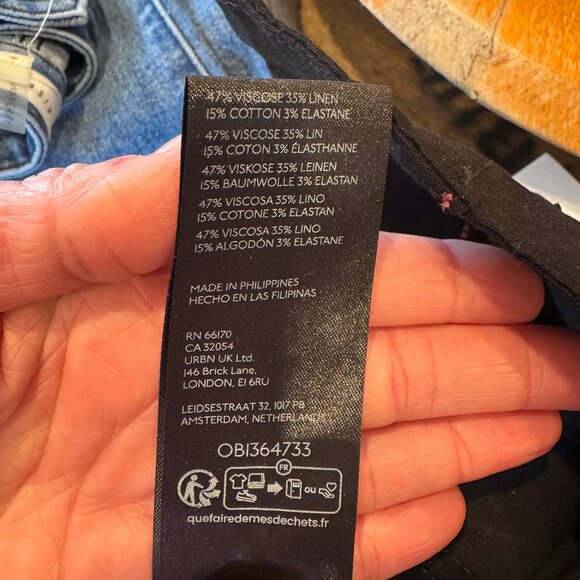 47% VISCOSE 35% LINEN
15% COTTON 3% ELASTANE
47% VISCOSE 35% LIN
15% COTON 3% ÉLASTHANNE
47% VISKOSE 35% LEINEN
15% BAUMWOLLE 3% ELASTAN
47% VISCOSA 35% LINO
15% COTONE 3% ELASTAN
47% VISCOSA 35% LINO
15% ALGODÓN 3% ELASTANE
MADE IN PHILIPPINES
HECHO EN LAS FILIPINAS
RN 66170
CA 32054
URBN UK Ltd.
146 Brick Lane,
LONDON, E1 6RU
LEIDSESTRAAT 32, 1017 PB
AMSTERDAM, NETHERLANDS
OB1364733
FR
OU
quefairedemesdechets.fr